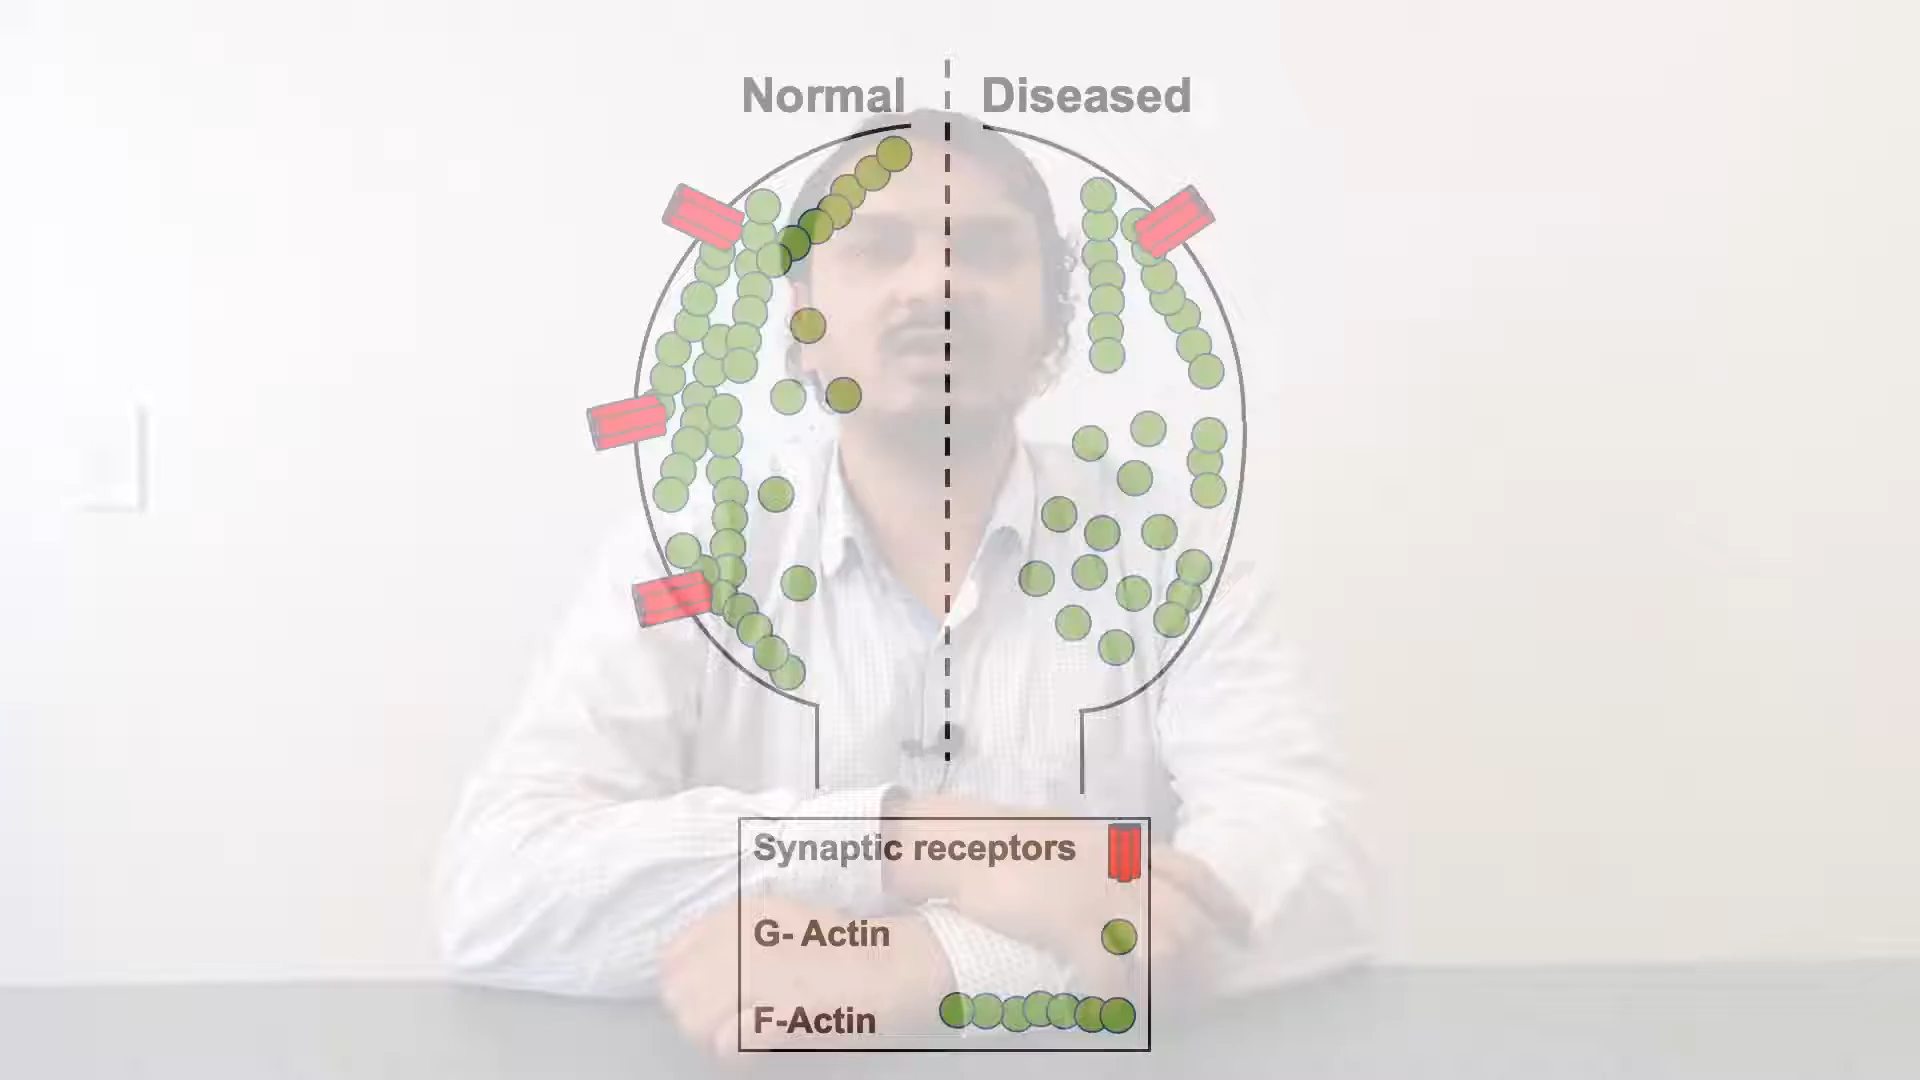 Normal
Diseased
Synaptic receptors
G- Actin
F-Actin